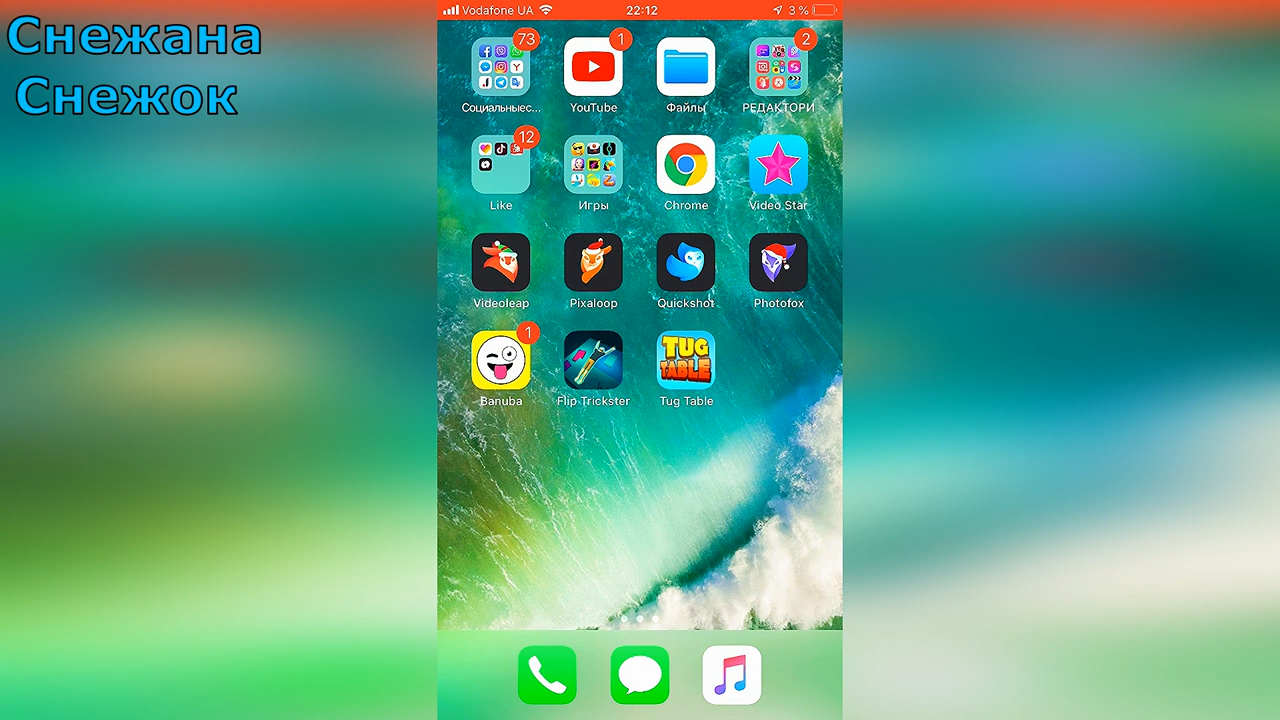 Снежана
Снежок
Vodafone UA 22:12 3 %
73 1 2
Социальныес... YouTube Файлы РЕДАКТОРИ
12
Like Игры Chrome Video Star
Videoleap Pixaloop Quickshot Photofox
1
TUG
TABLE
Banuba Flip Trickster Tug Table